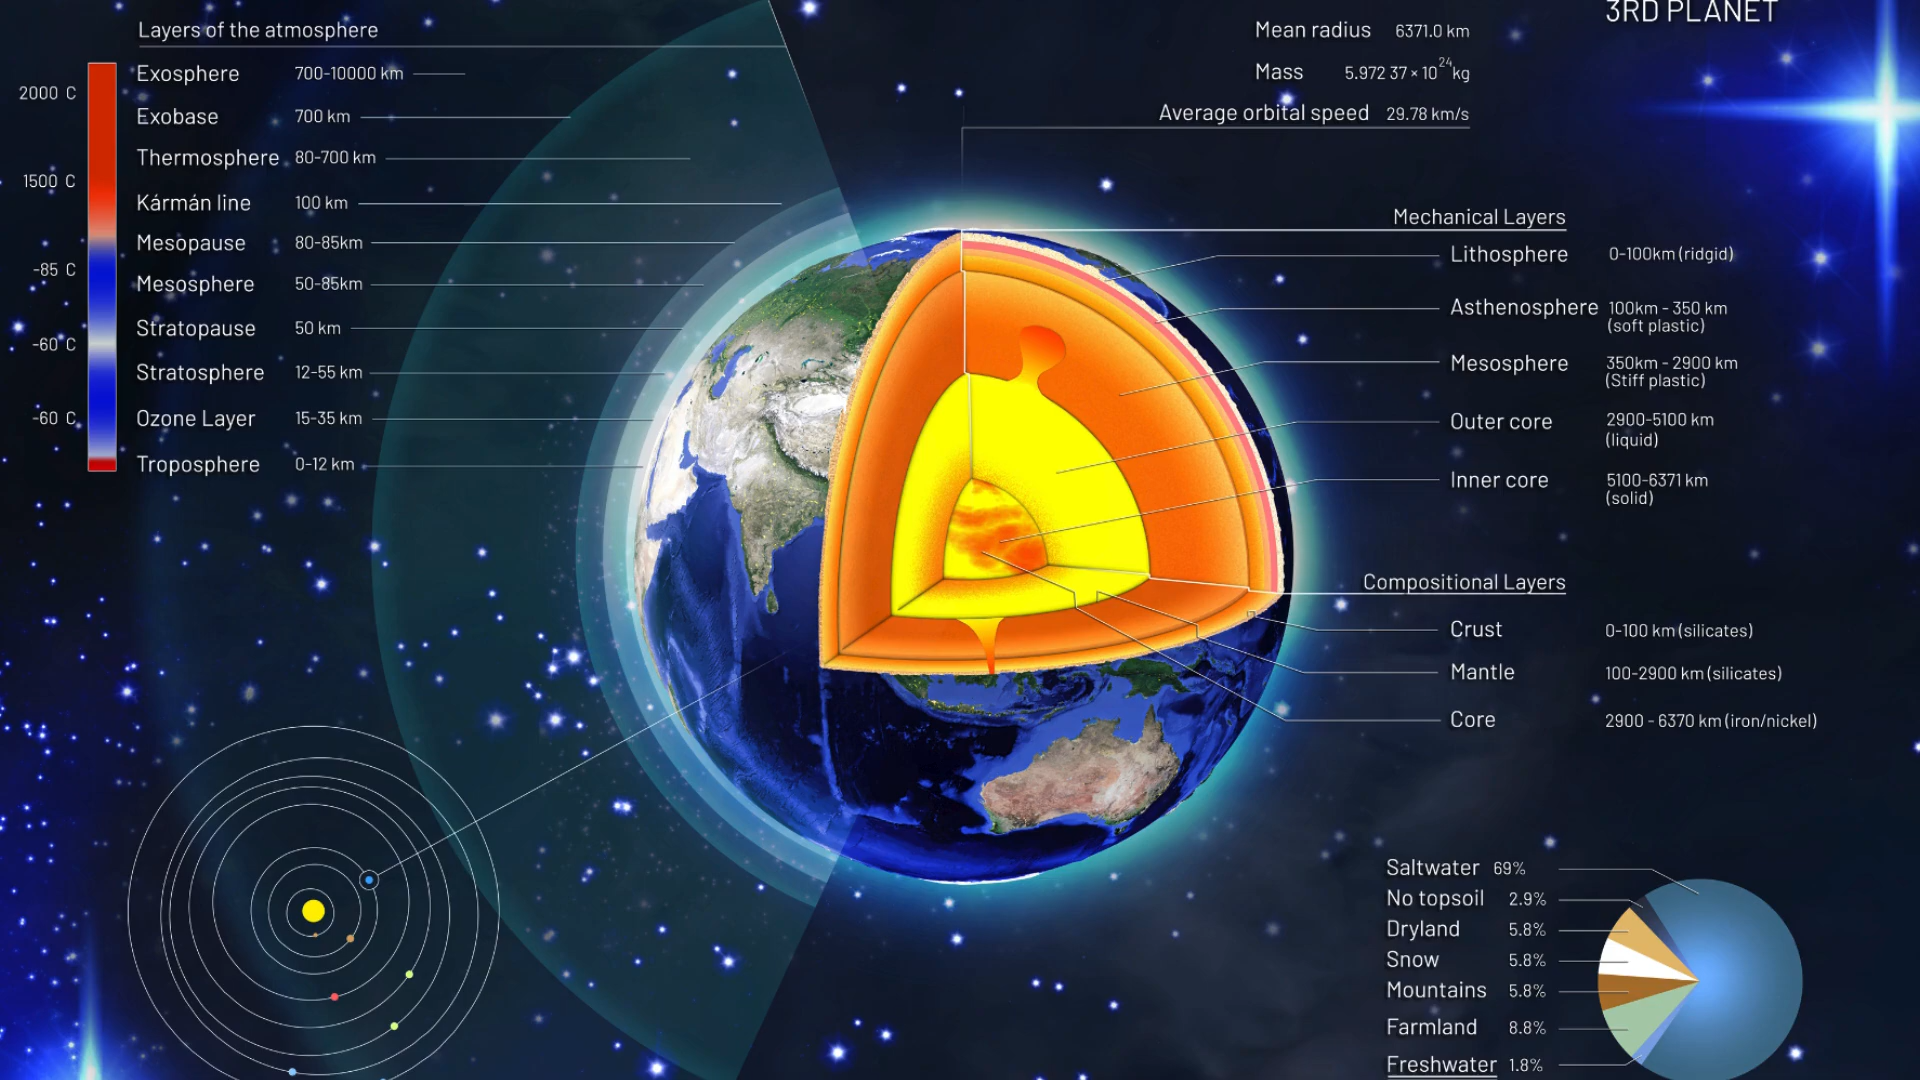 Layers of the atmosphere
Exosphere 700-10000 km
Exobase 700 km
Thermosphere 80-700 km
Kármán line 100 km
Mesopause 80-85km
Mesosphere 50-85km
Stratopause 50 km
Stratosphere 12-55 km
Ozone Layer 15-35 km
Troposphere 0-12 km
2000 C
1500 C
-85 C
-60 C
-60 C
Mean radius 6371.0 km
Mass 5.972 37 × 10²⁴ kg
Average orbital speed 29.78 km/s
3RD PLANET
Mechanical Layers
Lithosphere 0-100km (ridgid)
Asthenosphere 100km - 350 km
(soft plastic)
Mesosphere 350km - 2900 km
(Stiff plastic)
Outer core 2900-5100 km
(liquid)
Inner core 5100-6371 km
(solid)
Compositional Layers
Crust 0-100 km (silicates)
Mantle 100-2900 km (silicates)
Core 2900 - 6370 km (iron/nickel)
Saltwater 69%
No topsoil 2.9%
Dryland 5.8%
Snow 5.8%
Mountains 5.8%
Farmland 8.8%
Freshwater 1.8%